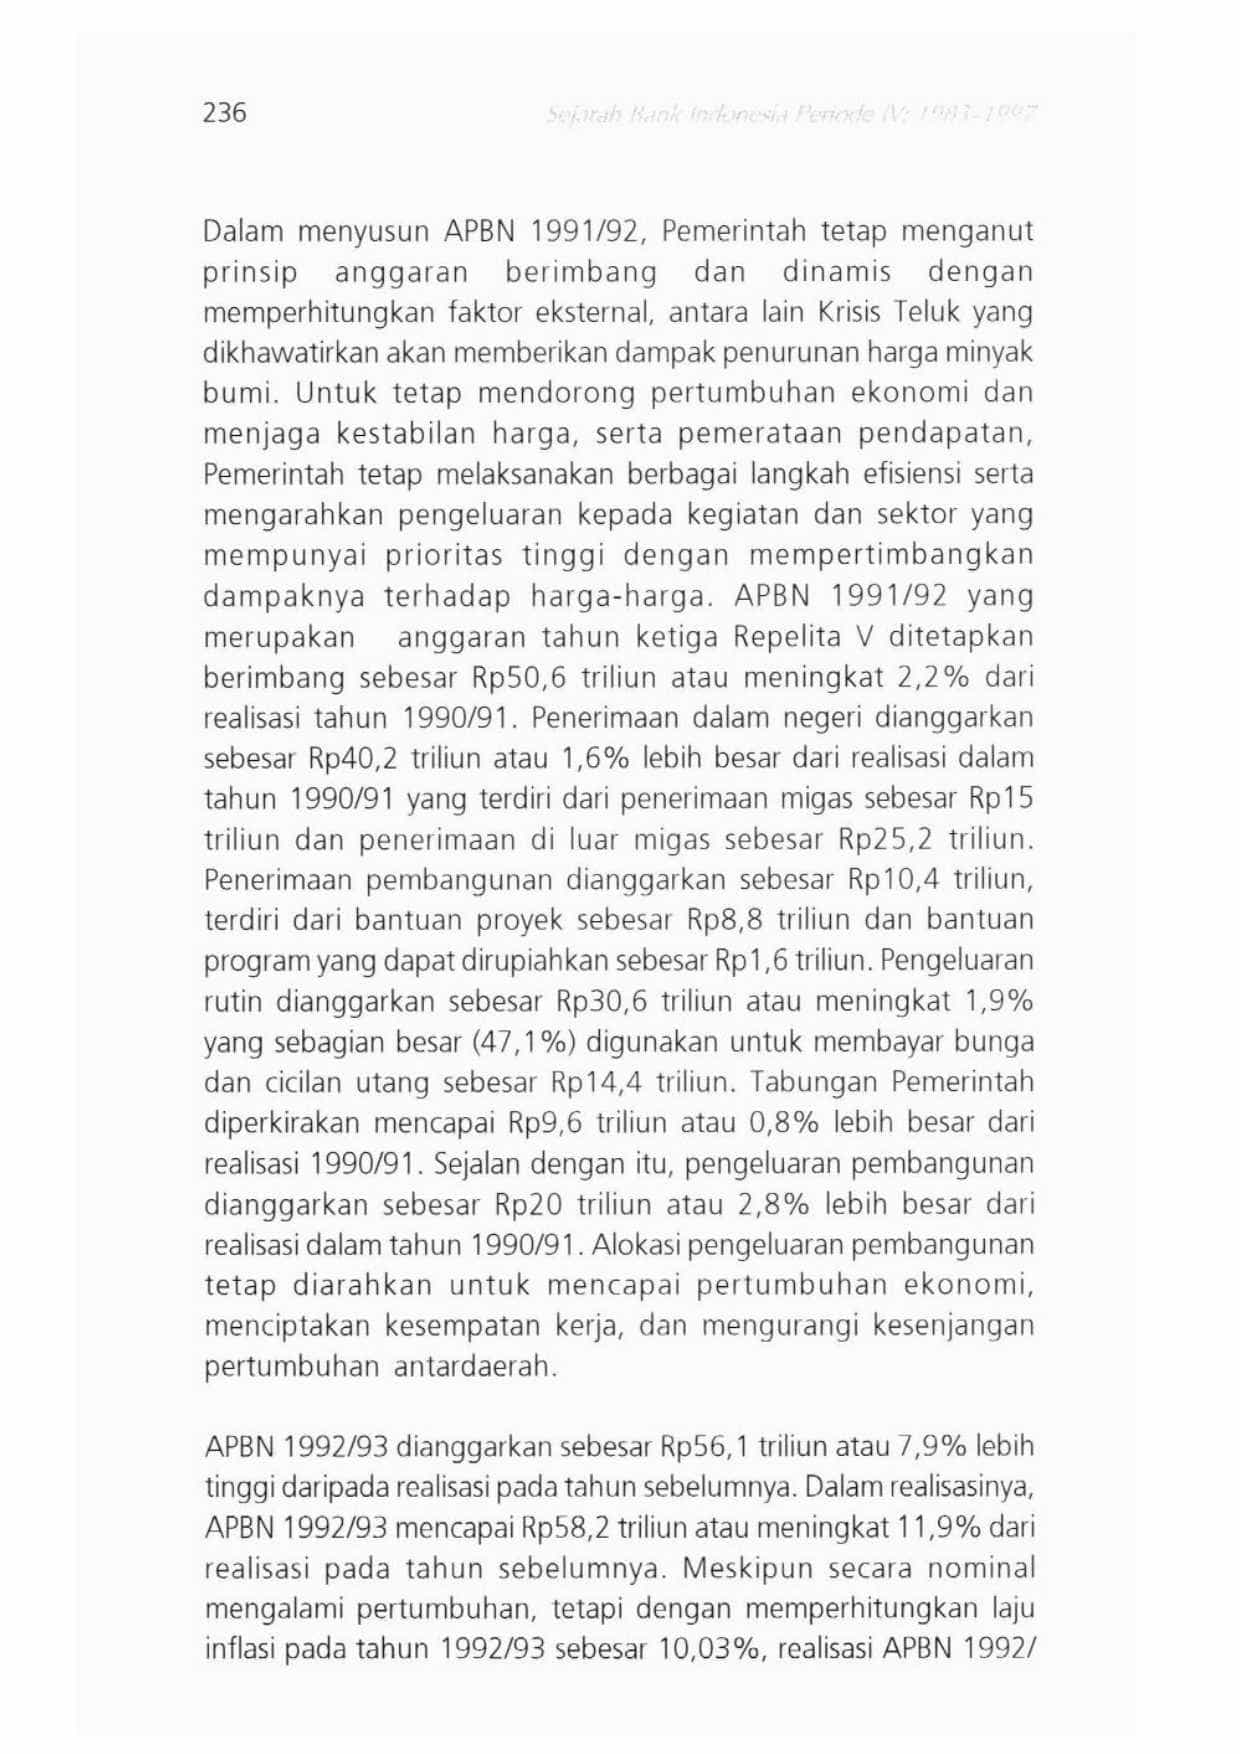 236
Sejarah Bank Indonesia Periode IV: 1983-1997
Dalam menyusun APBN 1991/92, Pemerintah tetap menganut
prinsip anggaran berimbang dan dinamis dengan
memperhitungkan faktor eksternal, antara lain Krisis Teluk yang
dikhawatirkan akan memberikan dampak penurunan harga minyak
bumi. Untuk tetap mendorong pertumbuhan ekonomi dan
menjaga kestabilan harga, serta pemerataan pendapatan,
Pemerintah tetap melaksanakan berbagai langkah efisiensi serta
mengarahkan pengeluaran kepada kegiatan dan sektor yang
mempunyai prioritas tinggi dengan mempertimbangkan
dampaknya terhadap harga-harga. APBN 1991/92 yang
merupakan anggaran tahun ketiga Repelita V ditetapkan
berimbang sebesar Rp50,6 triliun atau meningkat 2,2% dari
realisasi tahun 1990/91. Penerimaan dalam negeri dianggarkan
sebesar Rp40,2 triliun atau 1,6% lebih besar dari realisasi dalam
tahun 1990/91 yang terdiri dari penerimaan migas sebesar Rp15
triliun dan penerimaan di luar migas sebesar Rp25,2 triliun.
Penerimaan pembangunan dianggarkan sebesar Rp10,4 triliun,
terdiri dari bantuan proyek sebesar Rp8,8 triliun dan bantuan
program yang dapat dirupiahkan sebesar Rp1,6 triliun. Pengeluaran
rutin dianggarkan sebesar Rp30,6 triliun atau meningkat 1,9%
yang sebagian besar (47,1%) digunakan untuk membayar bunga
dan cicilan utang sebesar Rp14,4 triliun. Tabungan Pemerintah
diperkirakan mencapai Rp9,6 triliun atau 0,8% lebih besar dari
realisasi 1990/91. Sejalan dengan itu, pengeluaran pembangunan
dianggarkan sebesar Rp20 triliun atau 2,8% lebih besar dari
realisasi dalam tahun 1990/91. Alokasi pengeluaran pembangunan
tetap diarahkan untuk mencapai pertumbuhan ekonomi,
menciptakan kesempatan kerja, dan mengurangi kesenjangan
pertumbuhan antardaerah.
APBN 1992/93 dianggarkan sebesar Rp56,1 triliun atau 7,9% lebih
tinggi daripada realisasi pada tahun sebelumnya. Dalam realisasinya,
APBN 1992/93 mencapai Rp58,2 triliun atau meningkat 11,9% dari
realisasi pada tahun sebelumnya. Meskipun secara nominal
mengalami pertumbuhan, tetapi dengan memperhitungkan laju
inflasi pada tahun 1992/93 sebesar 10,03%, realisasi APBN 1992/